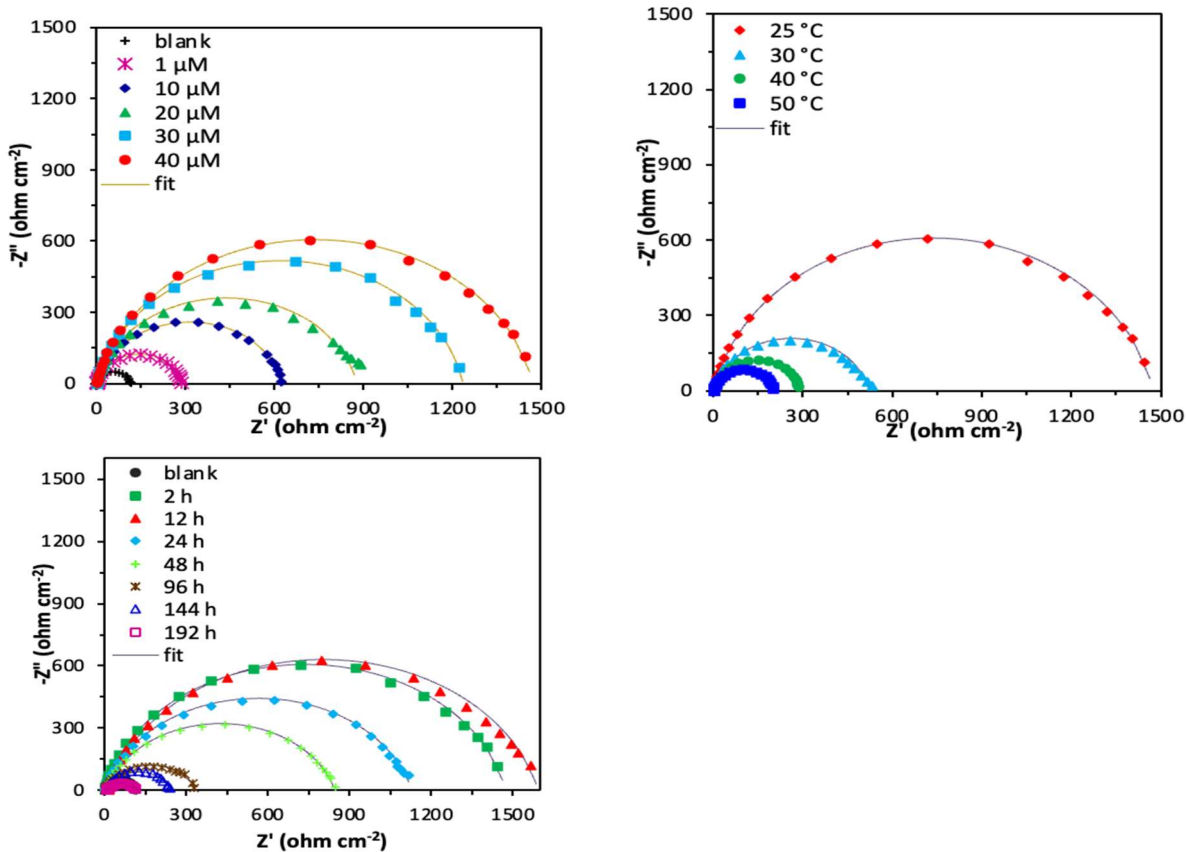 1500
1200
900
600
300
0
-Z'' (ohm cm-2)
blank
1 µM
10 µM
20 µM
30 µM
40 µM
fit
0 300 600 900 1200 1500
Z' (ohm cm-2)
1500
1200
900
600
300
0
-Z'' (ohm cm-2)
25 °C
30 °C
40 °C
50 °C
fit
0 300 600 900 1200 1500
Z' (ohm cm-2)
1500
1200
900
600
300
0
-Z'' (ohm cm-2)
blank
2 h
12 h
24 h
48 h
96 h
144 h
192 h
fit
0 300 600 900 1200 1500
Z' (ohm cm-2)